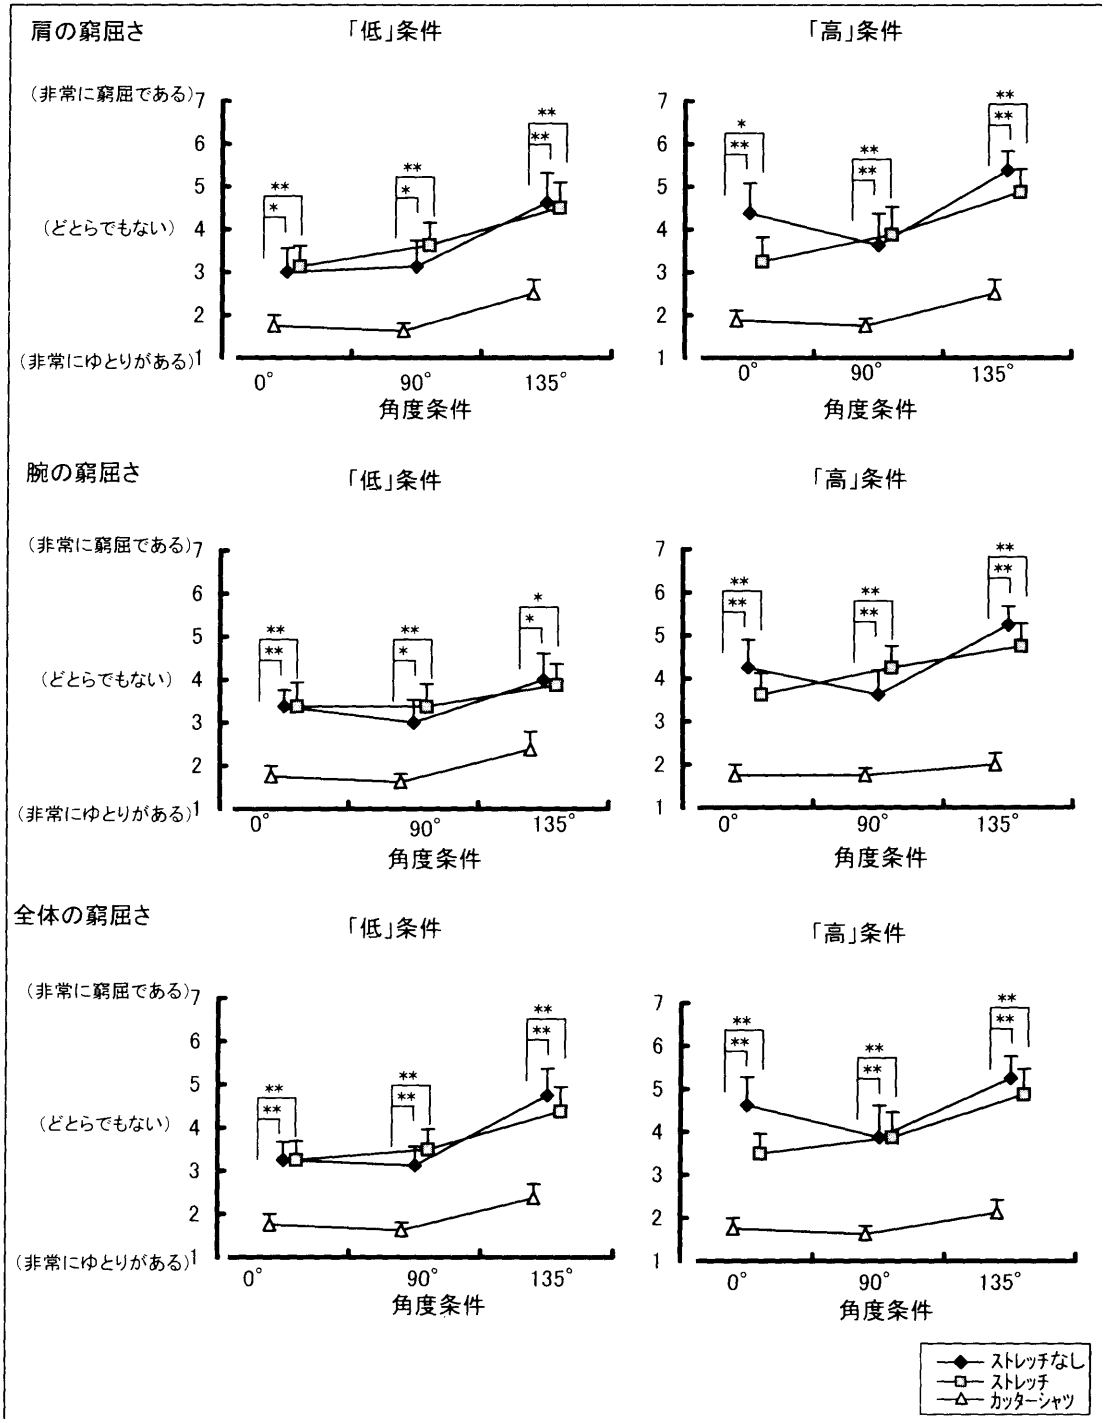 肩の窮屈さ
「低」条件
「高」条件
(非常に窮屈である)
7
6
5
(どとらでもない)
4
3
2
(非常にゆとりがある)
1
** * ** * ** **
0° 90° 135°
角度条件
7
6
5
4
3
2
1
* ** ** ** ** **
0° 90° 135°
角度条件
腕の窮屈さ
「低」条件
「高」条件
(非常に窮屈である)
7
6
5
(どとらでもない)
4
3
2
(非常にゆとりがある)
1
** ** ** * * *
0° 90° 135°
角度条件
7
6
5
4
3
2
1
** ** ** ** ** **
0° 90° 135°
角度条件
全体の窮屈さ
「低」条件
「高」条件
(非常に窮屈である)
7
6
5
(どとらでもない)
4
3
2
(非常にゆとりがある)
1
** ** ** ** ** **
0° 90° 135°
角度条件
7
6
5
4
3
2
1
** ** ** ** ** **
0° 90° 135°
角度条件
ストレッチなし
ストレッチ
カッターシャツ